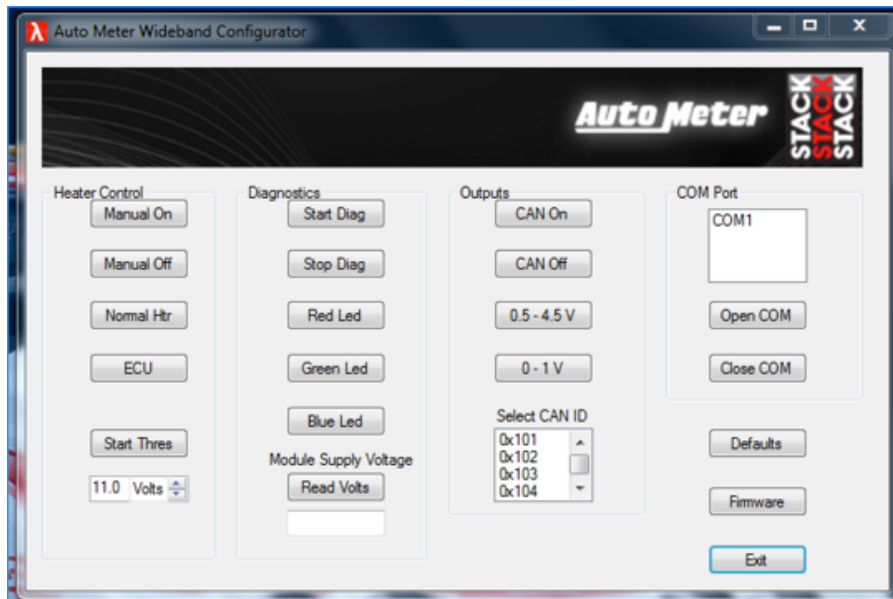 Auto Meter Wideband Configurator
Auto Meter
STACK
STACK
STACK
Heater Control
Manual On
Manual Off
Normal Htr
ECU
Start Thres
11.0 Volts
Diagnostics
Start Diag
Stop Diag
Red Led
Green Led
Blue Led
Module Supply Voltage
Read Volts
Outputs
CAN On
CAN Off
0.5 - 4.5 V
0 - 1 V
Select CAN ID
0x101
0x102
0x103
0x104
COM Port
COM1
Open COM
Close COM
Defaults
Firmware
Exit